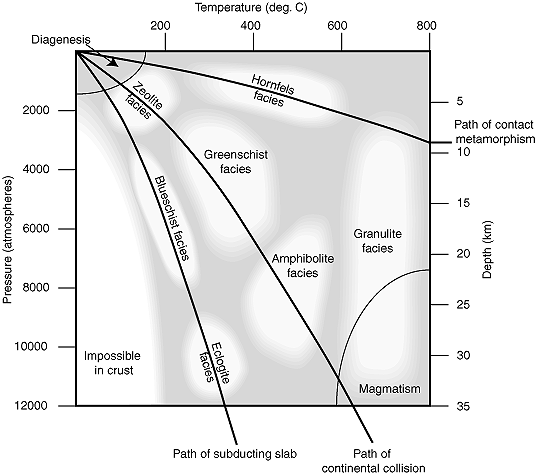 Temperature (deg. C)
200 400 600 800
Diagenesis
Hornfels
facies
Zeolite
facies
2000
5
Path of contact
metamorphism
10
Greenschist
facies
4000
Blueschist facies
15
6000
Granulite
facies
Amphibolite
facies
20
Pressure (atmospheres)
Depth (km)
8000
25
10000
30
Impossible
in crust
Eclogite
facies
Magmatism
12000
35
Path of subducting slab
Path of
continental collision